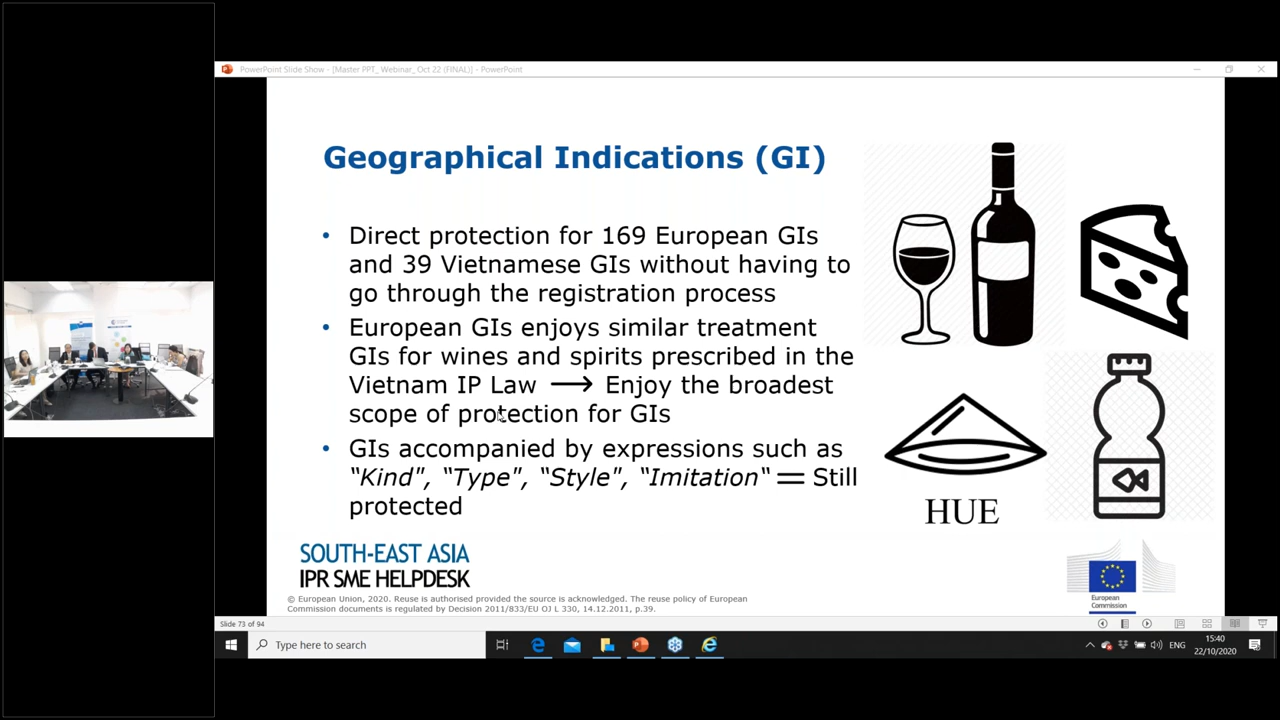 PowerPoint Slide Show - [Master PPT_ Webinar_ Oct 22 (FINAL)] - PowerPoint
Geographical Indications (GI)
• Direct protection for 169 European GIs
and 39 Vietnamese GIs without having to
go through the registration process
• European GIs enjoys similar treatment
GIs for wines and spirits prescribed in the
Vietnam IP Law → Enjoy the broadest
scope of protection for GIs
• GIs accompanied by expressions such as
“Kind”, “Type”, “Style”, “Imitation“ = Still
protected
HUE
SOUTH-EAST ASIA
IPR SME HELPDESK
European
Commission
© European Union, 2020. Reuse is authorised provided the source is acknowledged. The reuse policy of European
Commission documents is regulated by Decision 2011/833/EU OJ L 330, 14.12.2011, p.39.
Slide 73 of 94
Type here to search
ENG
15:40
22/10/2020